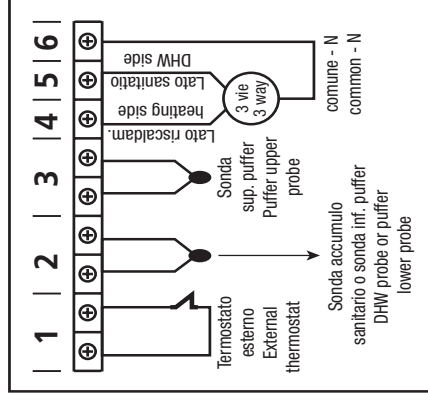 1
2
3
4
5
6
Termostato
esterno
External
thermostat
Sonda accumulo
sanitario o sonda inf. puffer
DHW probe or puffer
lower probe
Sonda
sup. puffer
Puffer upper
probe
Lato riscaldam.
heating side
Lato sanitatio
DHW side
3 vie
3 way
comune - N
common - N